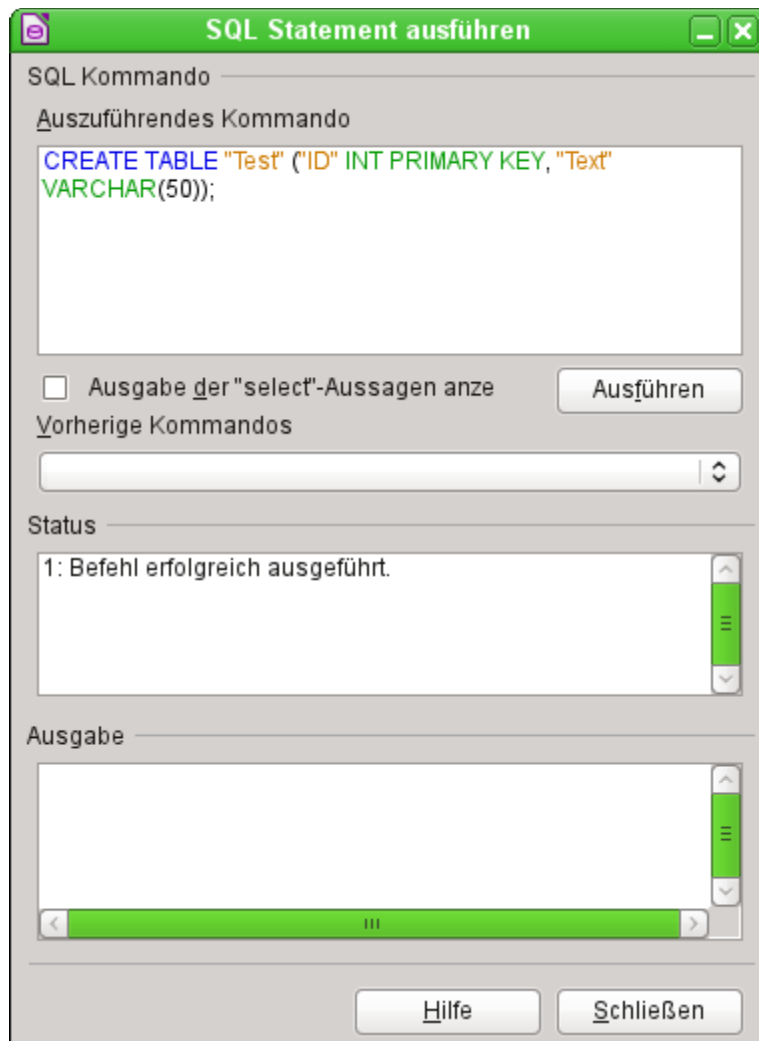 SQL Statement ausführen
SQL Kommando
Auszuführendes Kommando
CREATE TABLE "Test" ("ID" INT PRIMARY KEY, "Text"
VARCHAR(50));
Ausgabe der "select"-Aussagen anze
Ausführen
Vorherige Kommandos
Status
1: Befehl erfolgreich ausgeführt.
Ausgabe
Hilfe
Schließen